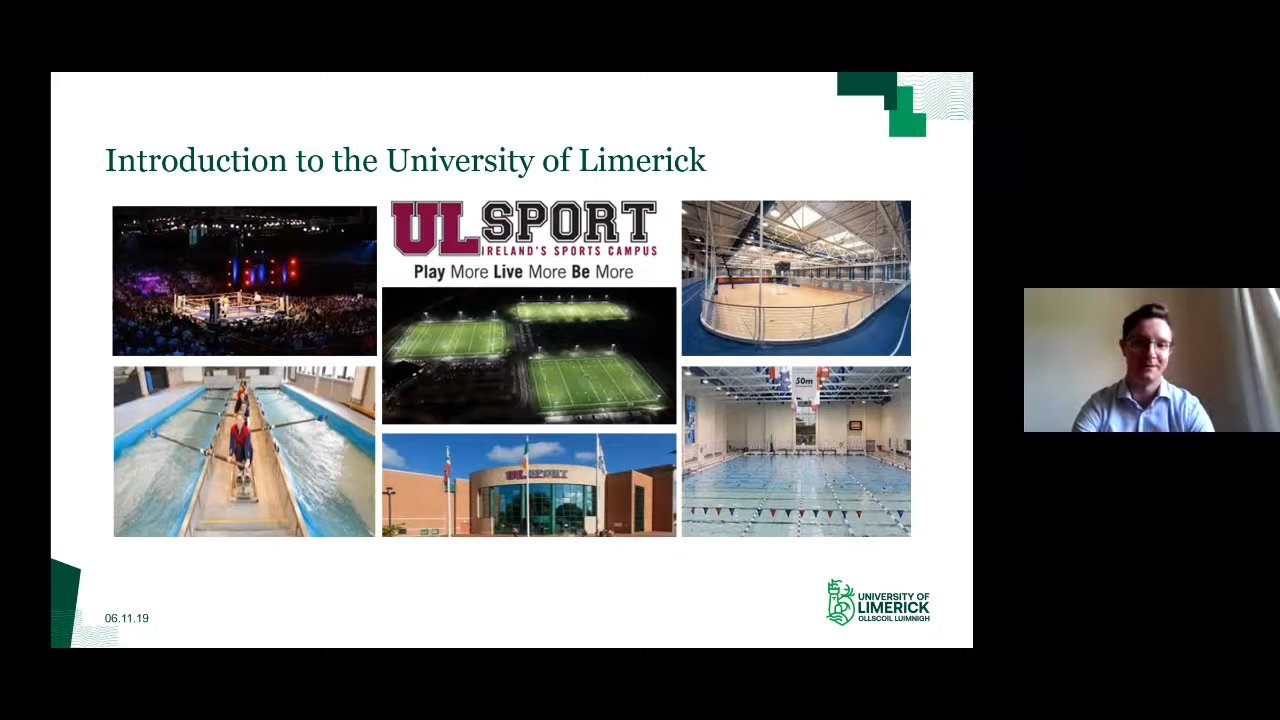 Introduction to the University of Limerick
UL SPORT
IRELAND'S SPORTS CAMPUS
Play More Live More Be More
50m
UL SPORT
06.11.19
UNIVERSITY OF
LIMERICK
OLLSCOIL LUIMNIGH